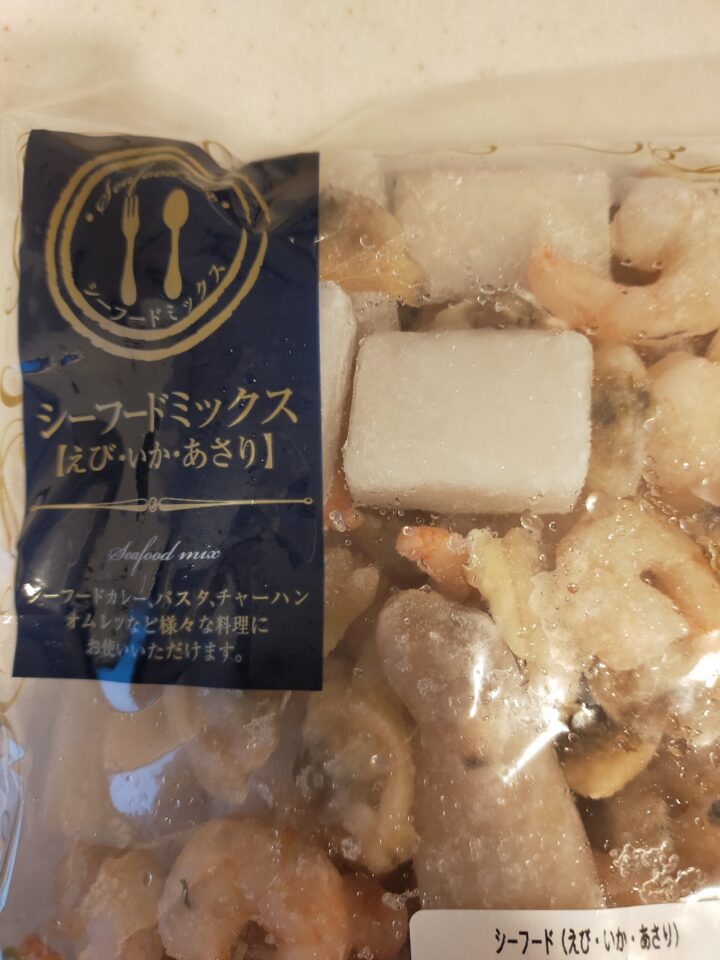 Seafood
シーフードミックス
シーフードミックス
【えび・いか・あさり】
Seafood mix
シーフードカレー、パスタ、チャーハン
オムレツなど様々な料理に
お使いいただけます。
シーフード(えび・いか・あさり)